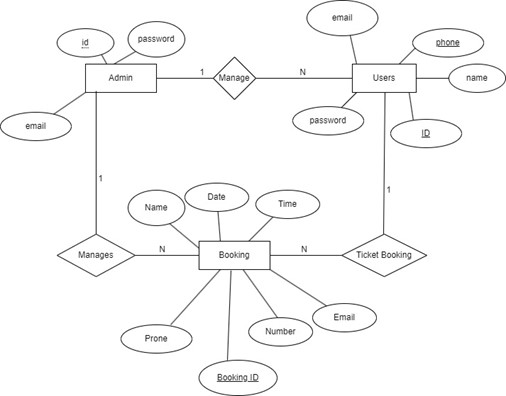 email
id
password
phone
Admin
1
Manage
N
Users
name
email
password
ID
1
1
Name
Date
Time
Manages
N
Booking
N
Ticket Booking
Prone
Number
Email
Booking ID